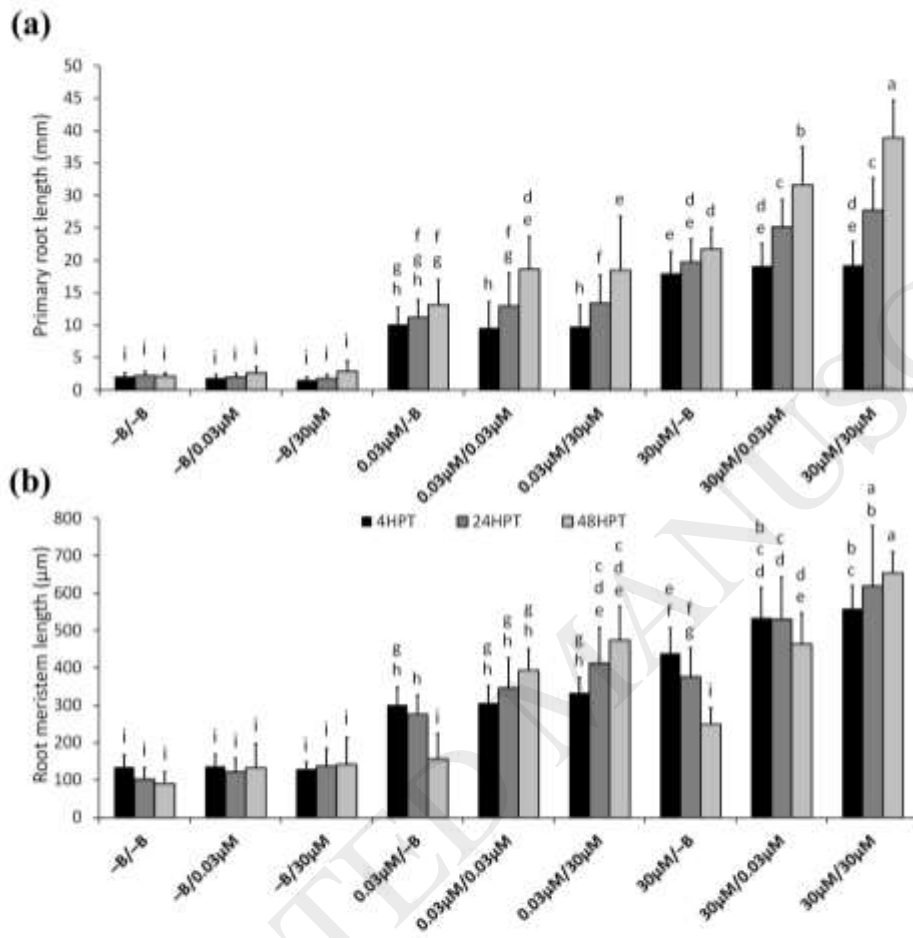 (a)
Primary root length (mm)
50
45
40
35
30
25
20
15
10
5
0
i i i
i i i
i i i
g h f g h f g
h f g d e
h f e
e d e d
d e c b
d e c a
–B/–B
–B/0.03µM
–B/30µM
0.03µM/–B
0.03µM/0.03µM
0.03µM/30µM
30µM/–B
30µM/0.03µM
30µM/30µM
(b)
Root meristem length (µm)
800
700
600
500
400
300
200
100
0
4HPT 24HPT 48HPT
i i i
i i i
i i i
g h h i
g h g h g h
g h c d e c d e
e f f g i
b c d c d d e
b c a b a
–B/–B
–B/0.03µM
–B/30µM
0.03µM/–B
0.03µM/0.03µM
0.03µM/30µM
30µM/–B
30µM/0.03µM
30µM/30µM
TED MANUSC